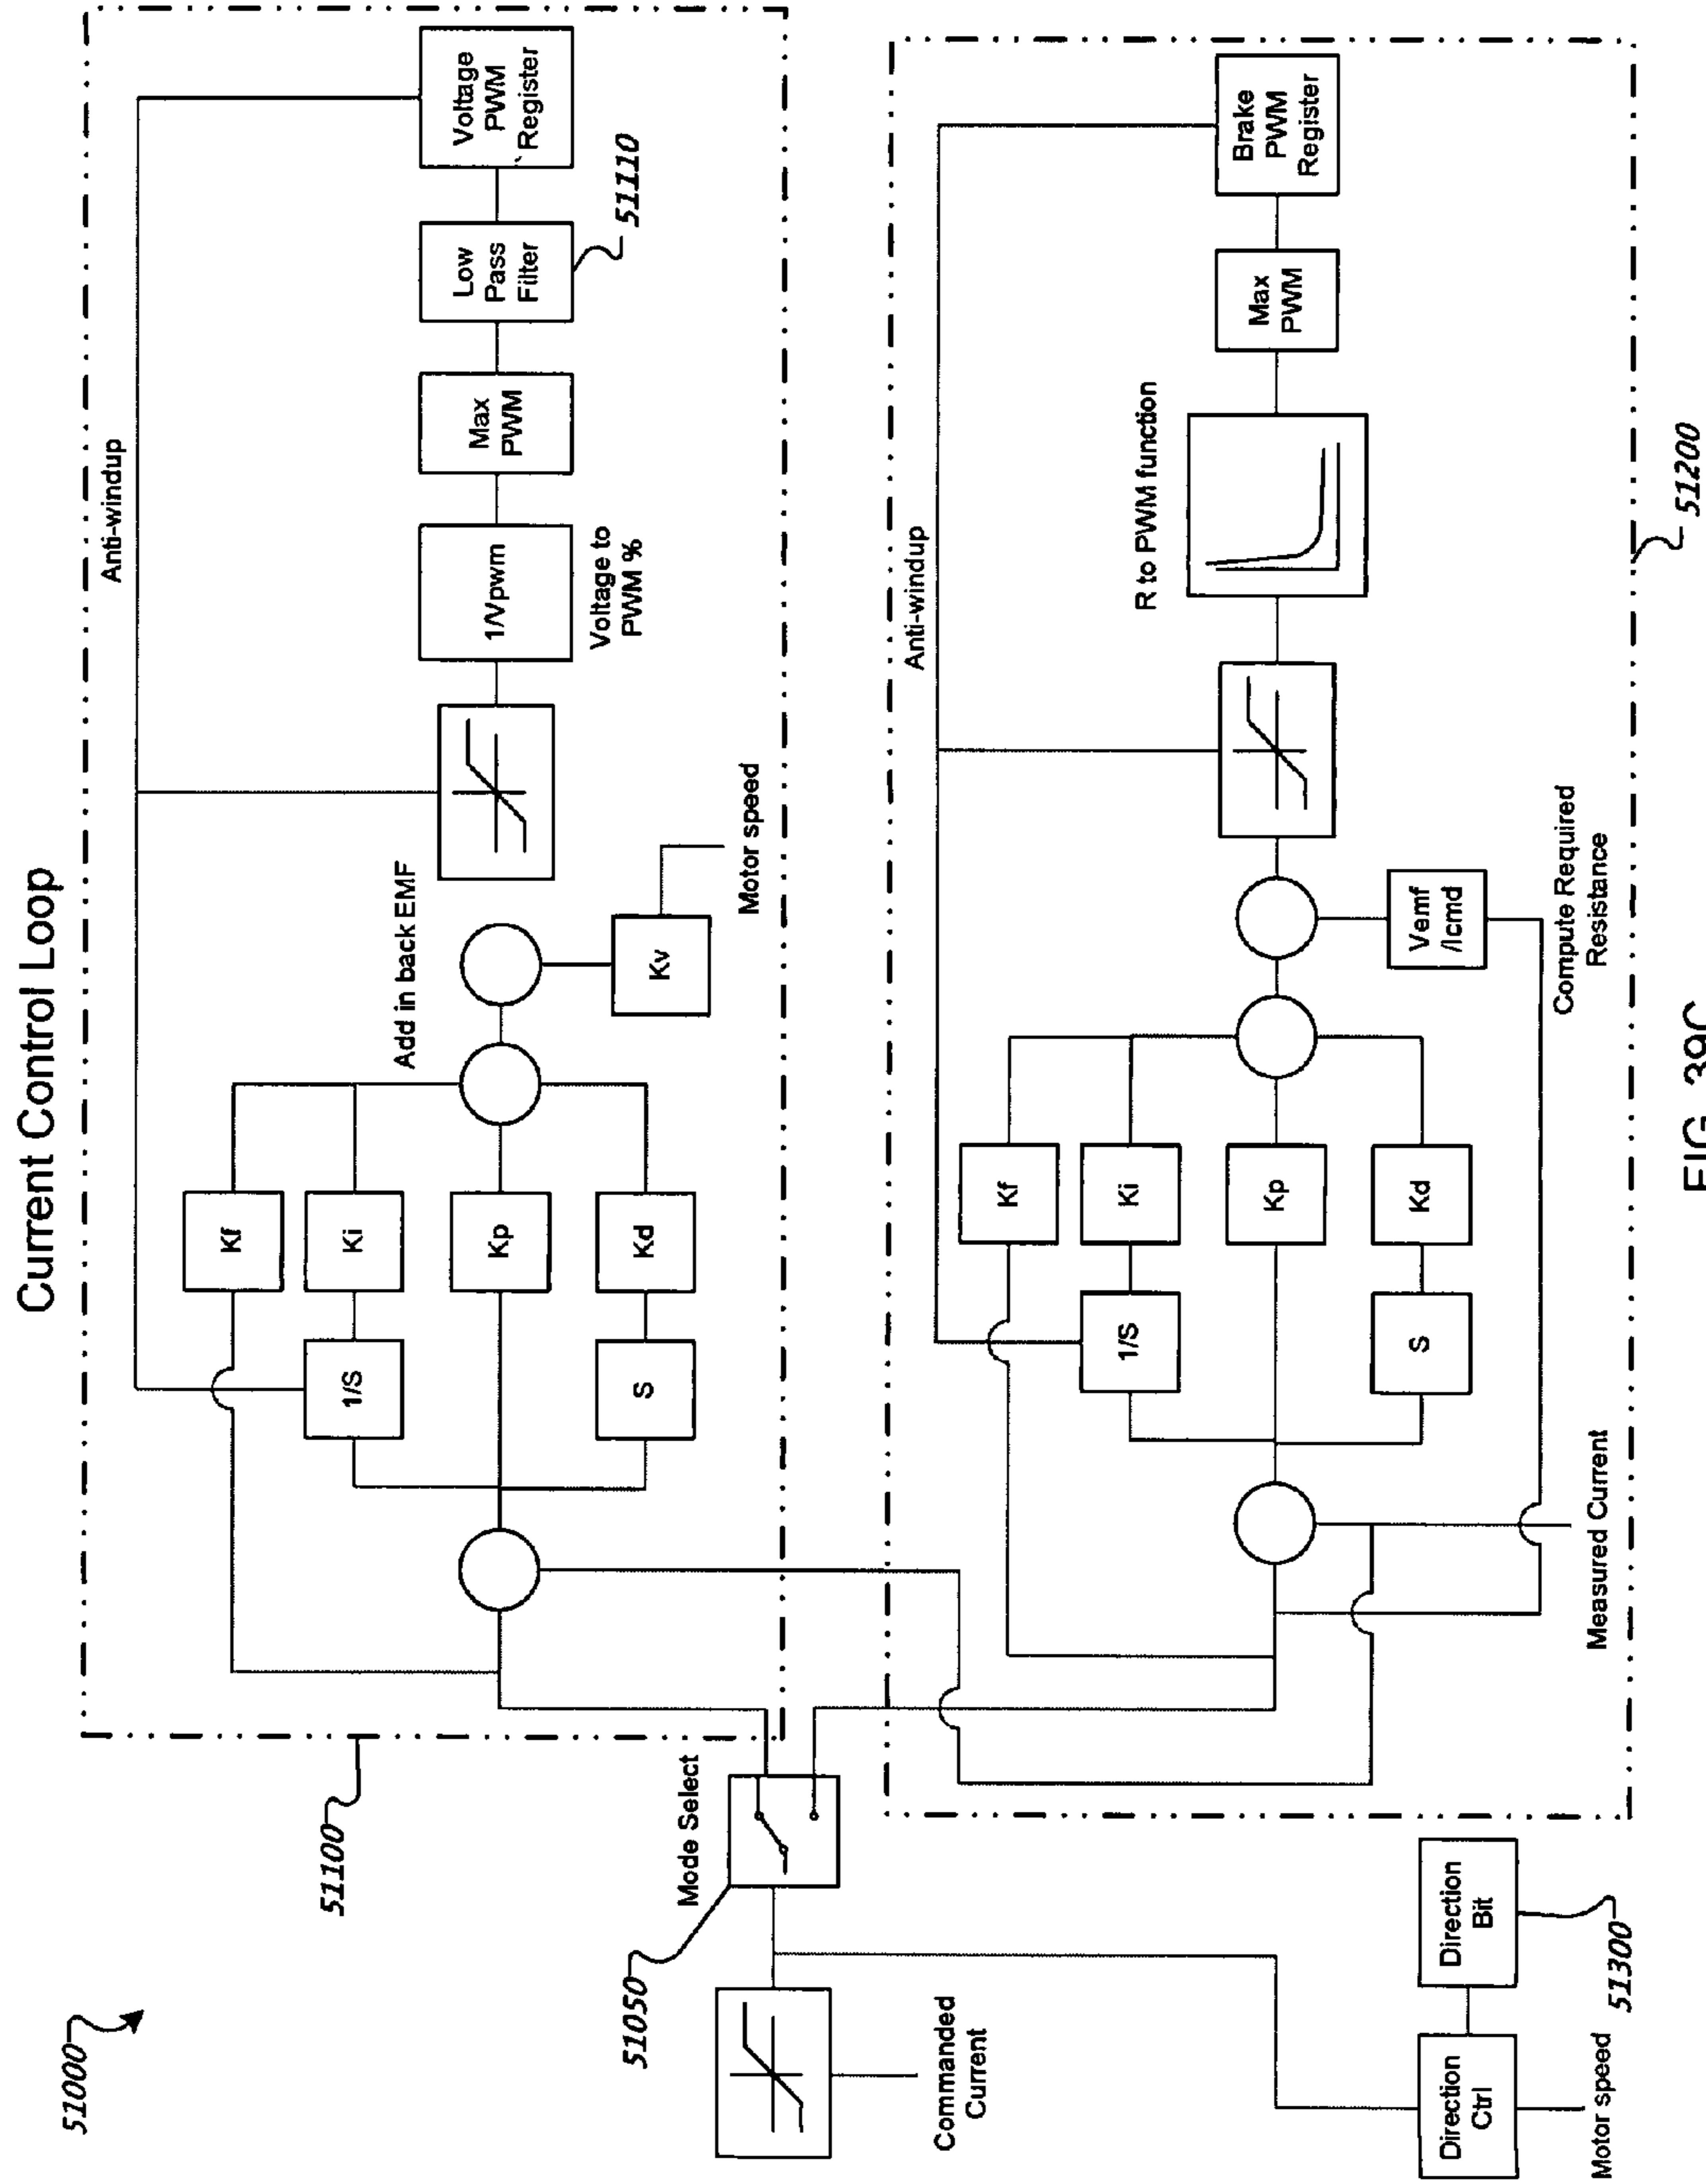 Current Control Loop
51000
51100
Anti-windup
Kf
Ki
1/S
Kp
Kd
S
Add in back EMF
Kv
Motor speed
1/Vpwm
Voltage to
PWM %
Max
PWM
Low
Pass
Filter
51110
Voltage
PWM
Register
51050
Mode Select
Commanded
Current
Anti-windup
Kf
Ki
1/S
Kp
Kd
S
Vemf
/Icmd
Compute Required
Resistance
R to PWM function
Max
PWM
Brake
PWM
Register
51200
Measured Current
Direction
Ctrl
Direction
Bit
51300
Motor speed
FIG. 39C